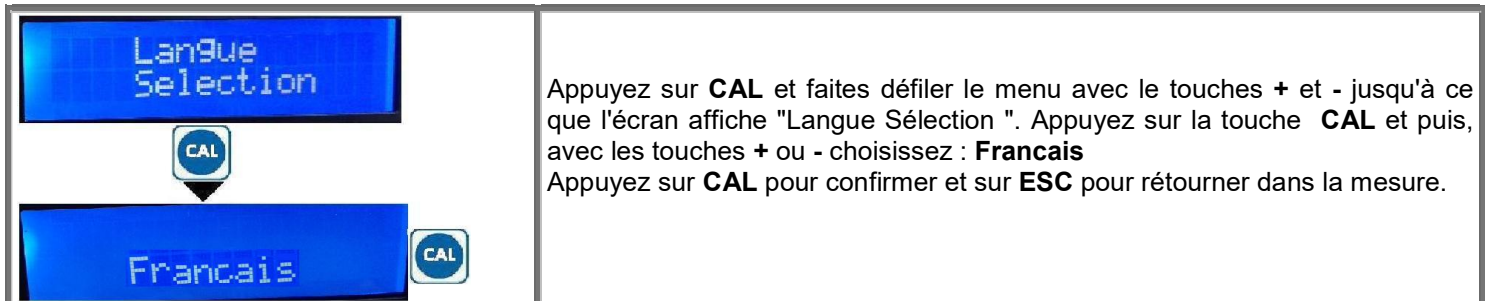 Langue
Selection
CAL
Francais
CAL
Appuyez sur CAL et faites défiler le menu avec le touches + et - jusqu'à ce
que l'écran affiche "Langue Sélection ". Appuyez sur la touche CAL et puis,
avec les touches + ou - choisissez : Francais
Appuyez sur CAL pour confirmer et sur ESC pour rétourner dans la mesure.